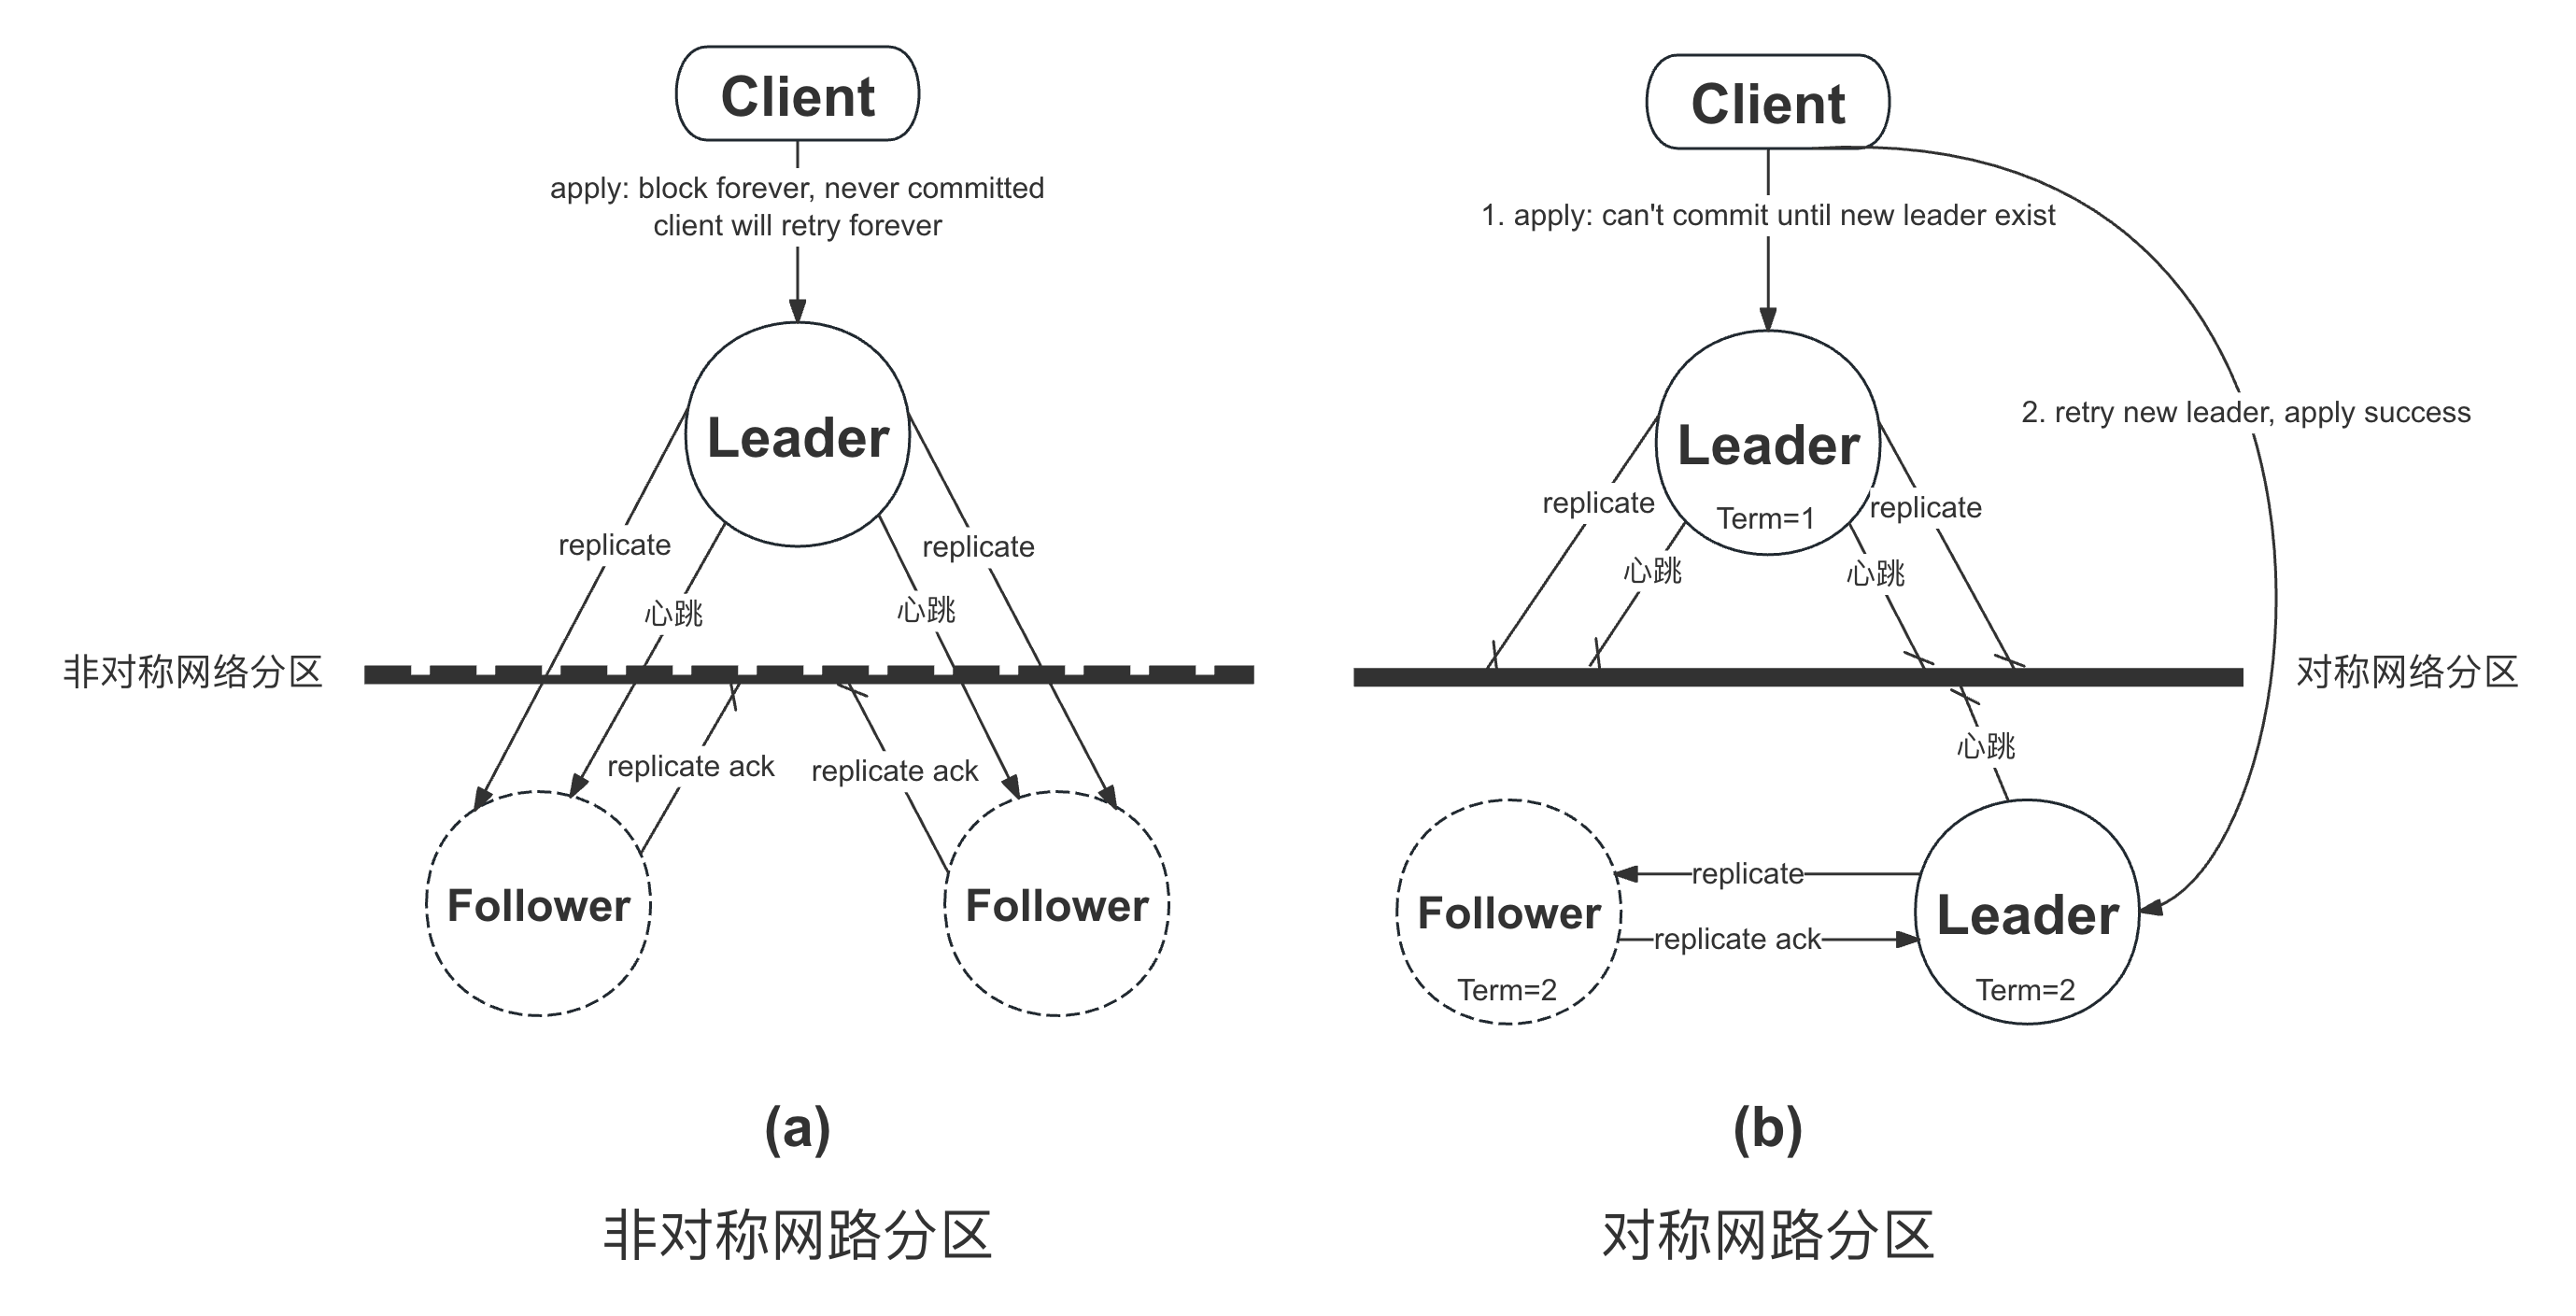 Client
apply: block forever, never committed
client will retry forever
Leader
replicate
replicate
心跳
心跳
非对称网络分区
replicate ack
replicate ack
Follower
Follower
(a)
非对称网路分区
Client
1. apply: can't commit until new leader exist
2. retry new leader, apply success
Leader
Term=1
replicate
replicate
心跳
心跳
对称网络分区
心跳
replicate
replicate ack
Follower
Term=2
Leader
Term=2
(b)
对称网路分区